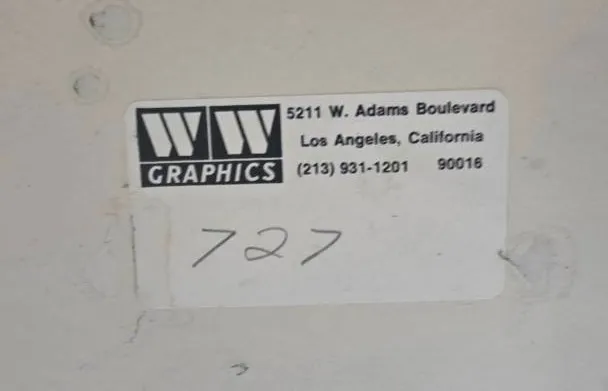 WW
GRAPHICS
5211 W. Adams Boulevard
Los Angeles, California
(213) 931-1201 90016
727